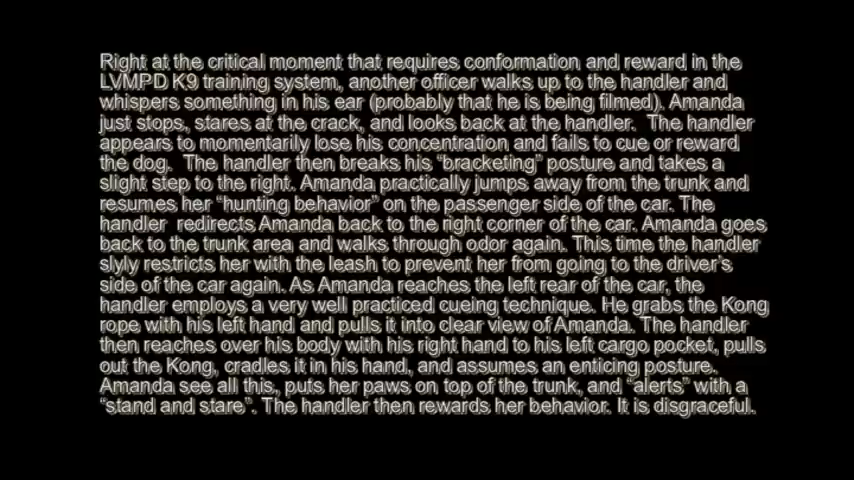 Right at the critical moment that requires conformation and reward in the
LVMPD K9 training system, another officer walks up to the handler and
whispers something in his ear (probably that he is being filmed). Amanda
just stops, stares at the crack, and looks back at the handler.  The handler
appears to momentarily lose his concentration and fails to cue or reward
the dog.  The handler then breaks his “bracketing” posture and takes a
slight step to the right. Amanda practically jumps away from the trunk and
resumes her “hunting behavior” on the passenger side of the car. The
handler  redirects Amanda back to the right corner of the car. Amanda goes
back to the trunk area and walks through odor again. This time the handler
slyly restricts her with the leash to prevent her from going to the driver’s
side of the car again. As Amanda reaches the left rear of the car, the
handler employs a very well practiced cueing technique. He grabs the Kong
rope with his left hand and pulls it into clear view of Amanda. The handler
then reaches over his body with his right hand to his left cargo pocket, pulls
out the Kong, cradles it in his hand, and assumes an enticing posture.
Amanda see all this, puts her paws on top of the trunk, and “alerts” with a
“stand and stare”. The handler then rewards her behavior. It is disgraceful.